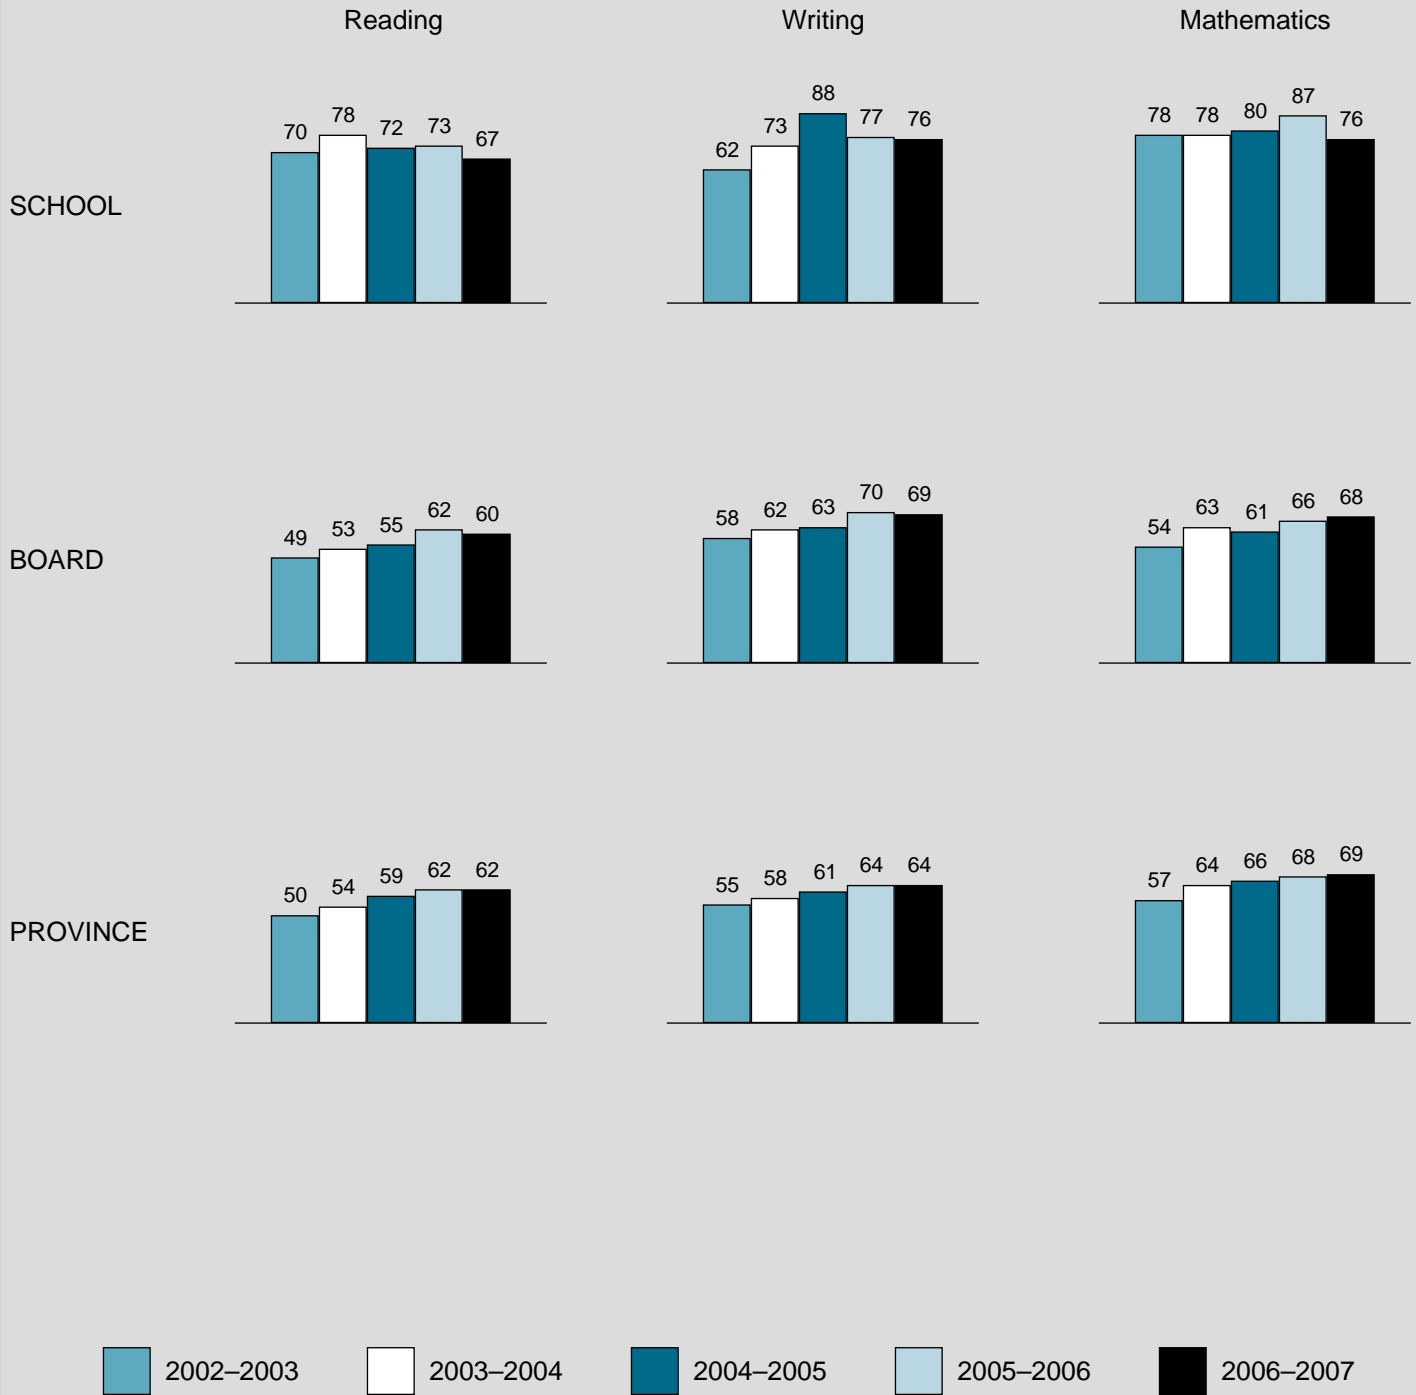 Reading Writing Mathematics
SCHOOL
70 78 72 73 67
62 73 88 77 76
78 78 80 87 76
BOARD
49 53 55 62 60
58 62 63 70 69
54 63 61 66 68
PROVINCE
50 54 59 62 62
55 58 61 64 64
57 64 66 68 69
2002–2003 2003–2004 2004–2005 2005–2006 2006–2007